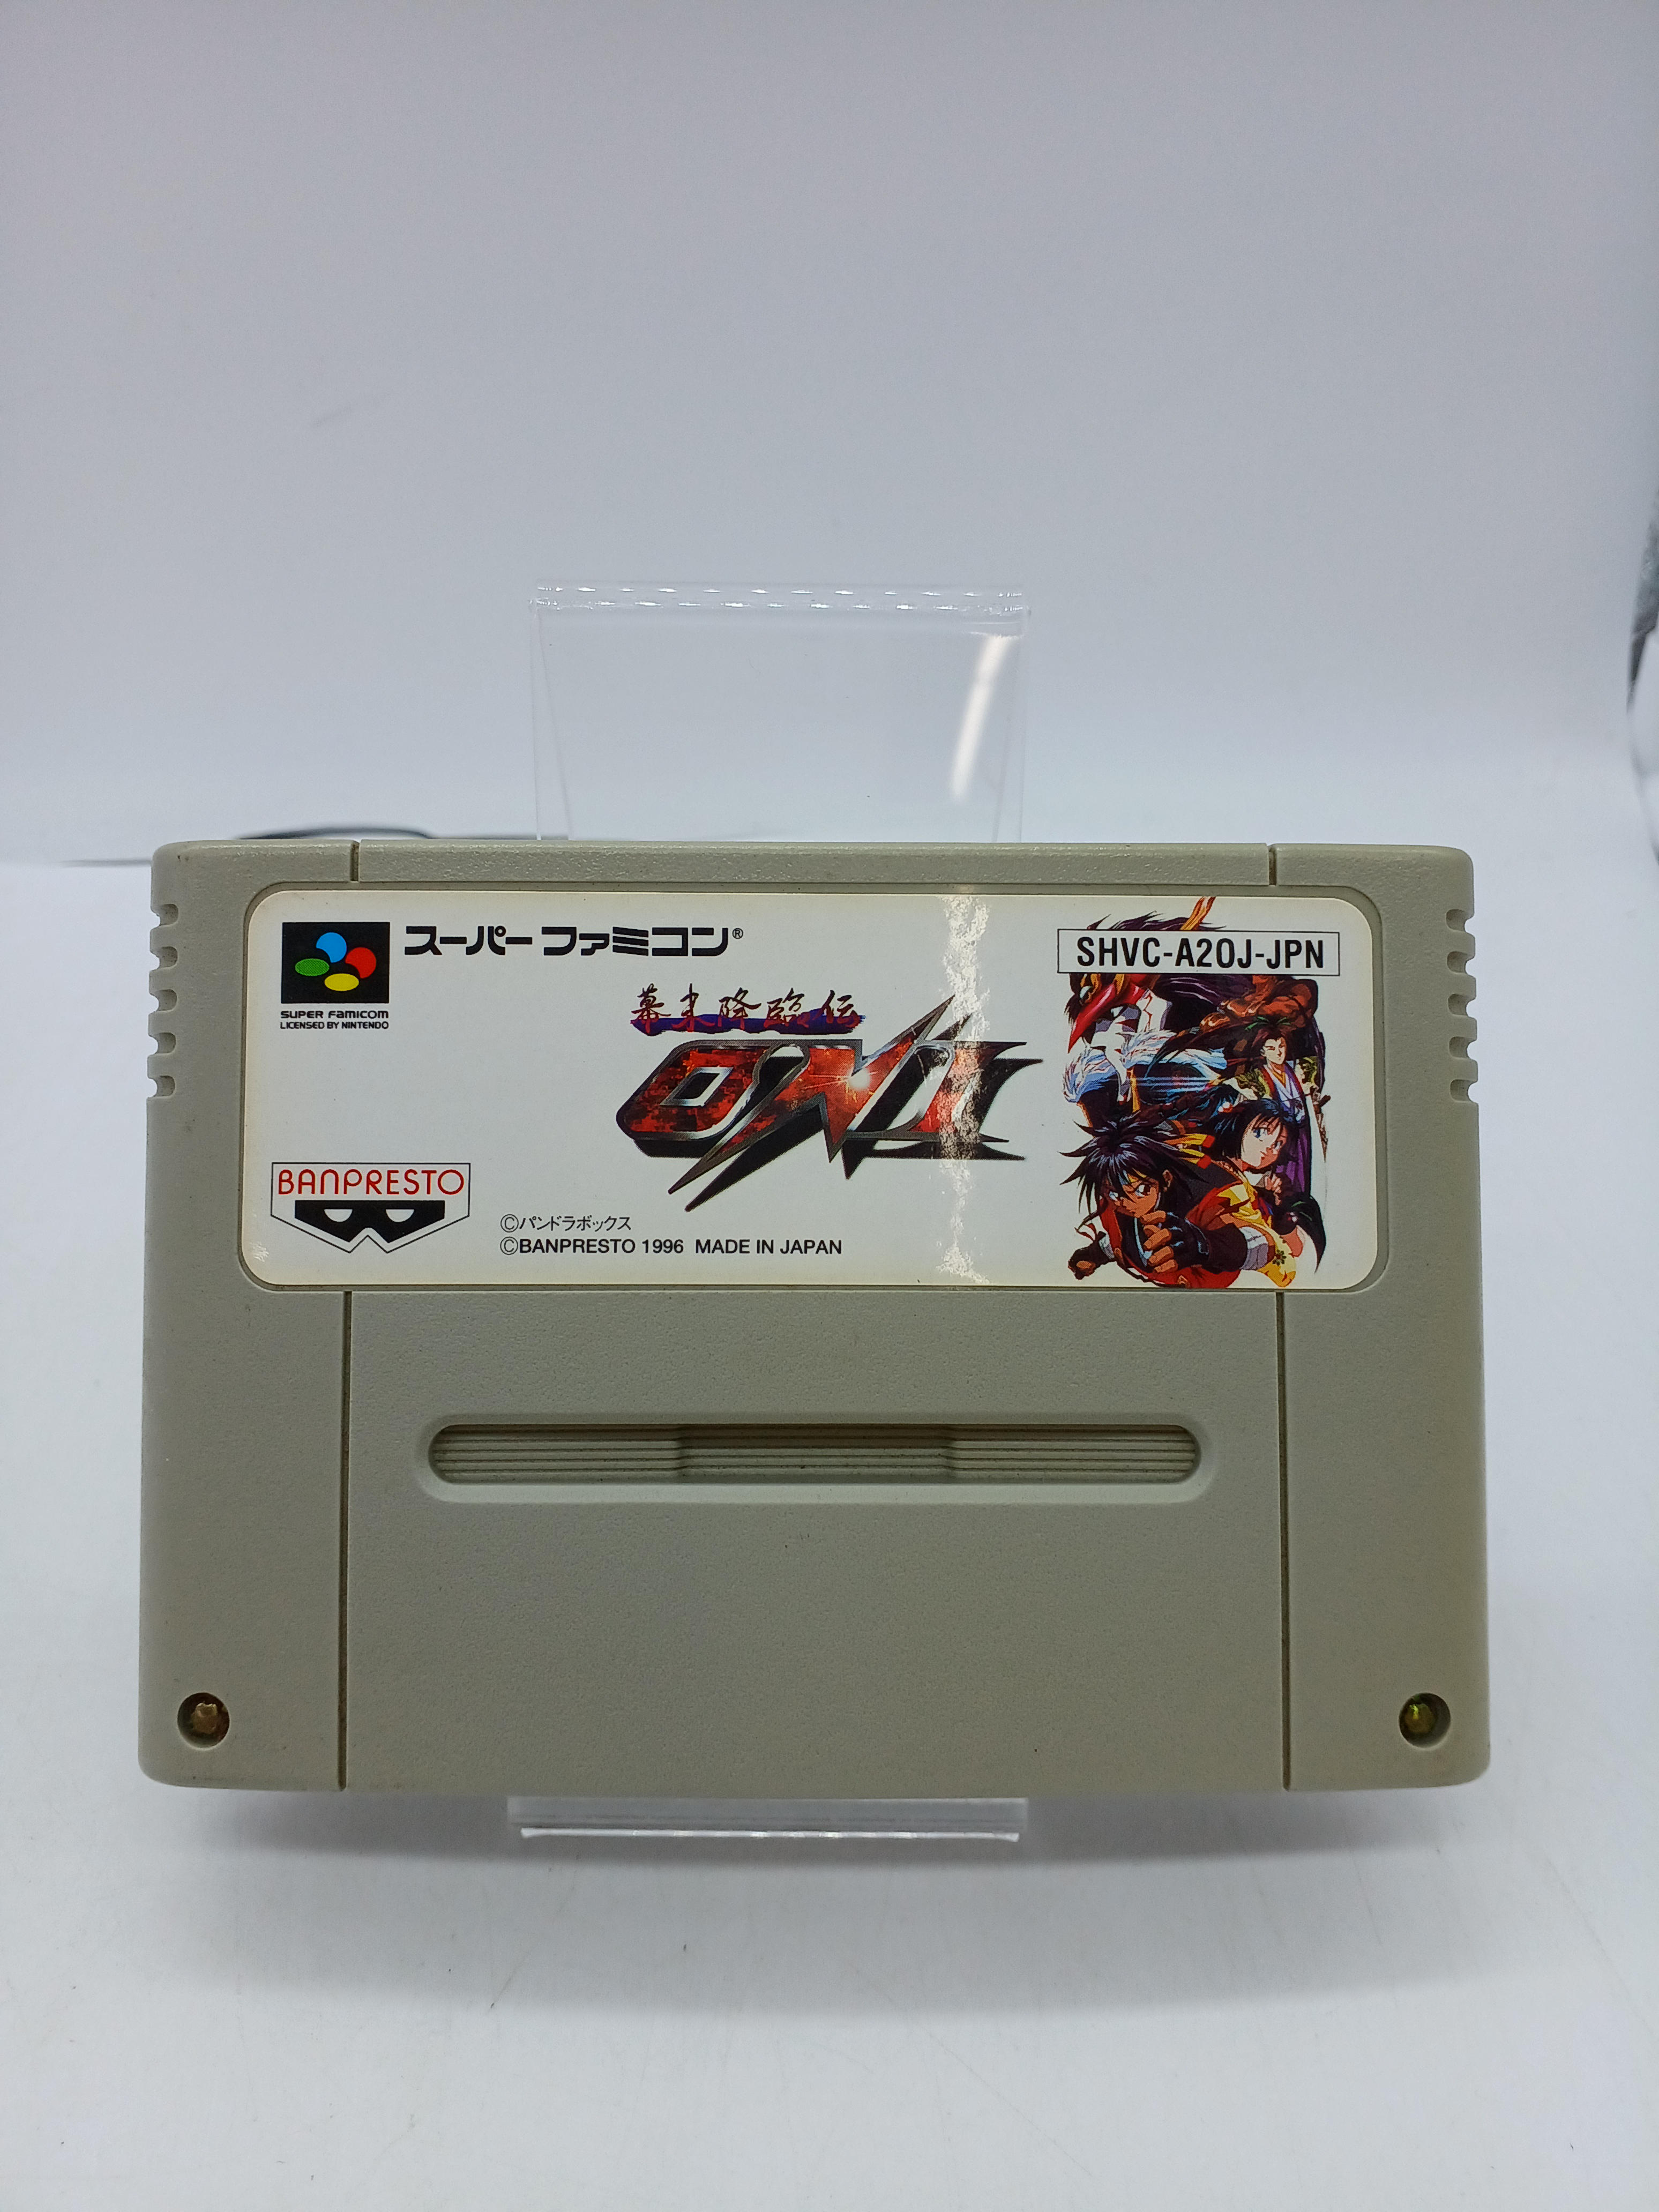 スーパーファミコン®
SUPER FAMICOM
LICENSED BY NINTENDO
SHVC-A2OJ-JPN
幕末降臨伝
ONI
BANPRESTO
©パンドラボックス
©BANPRESTO 1996 MADE IN JAPAN